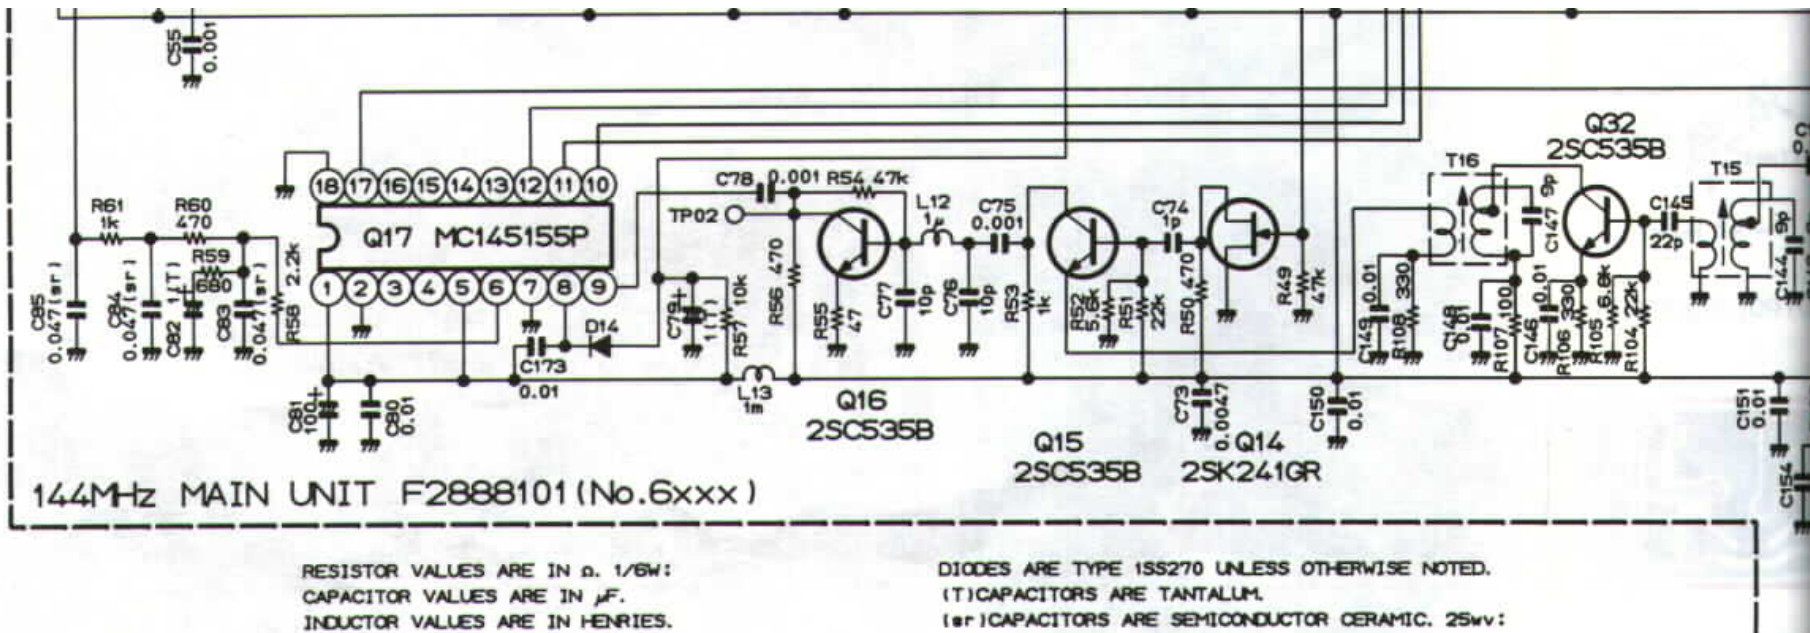 C55
0.001
Q32
2SC535B
T16
T15
18 17 16 15 14 13 12 11 10
C78
0.001
R54 47k
9p
C147
C145
22p
9p
C144
R61
1k
R60
470
TP02
L12
1μ
C75
0.001
C74
1p
Q17 MC145155P
R59
680
2.2k
R58
1 2 3 4 5 6 7 8 9
C85
0.047(sr)
C84
0.047(sr)
C82
1(T)
C83
0.047(sr)
D14
C173
0.01
C79
1(T)
R57
10k
R56
470
R55
47
C77
10p
C76
10p
R53
1k
R52
5.6k
R51
22k
R50
470
R49
47k
C149
0.01
R108
330
C148
0.01
R107
100
C146
0.01
R106
330
R105
6.8k
R104
22k
C81
100
C80
0.01
L13
1m
Q16
2SC535B
Q15
2SC535B
C73
0.0047
Q14
2SK241GR
C150
0.01
C151
0.01
C154
144MHz MAIN UNIT F2888101(No.6xxx)
RESISTOR VALUES ARE IN Ω. 1/6W:
CAPACITOR VALUES ARE IN μF.
INDUCTOR VALUES ARE IN HENRIES.
DIODES ARE TYPE 1SS270 UNLESS OTHERWISE NOTED.
(T)CAPACITORS ARE TANTALUM.
(sr)CAPACITORS ARE SEMICONDUCTOR CERAMIC. 25wv: